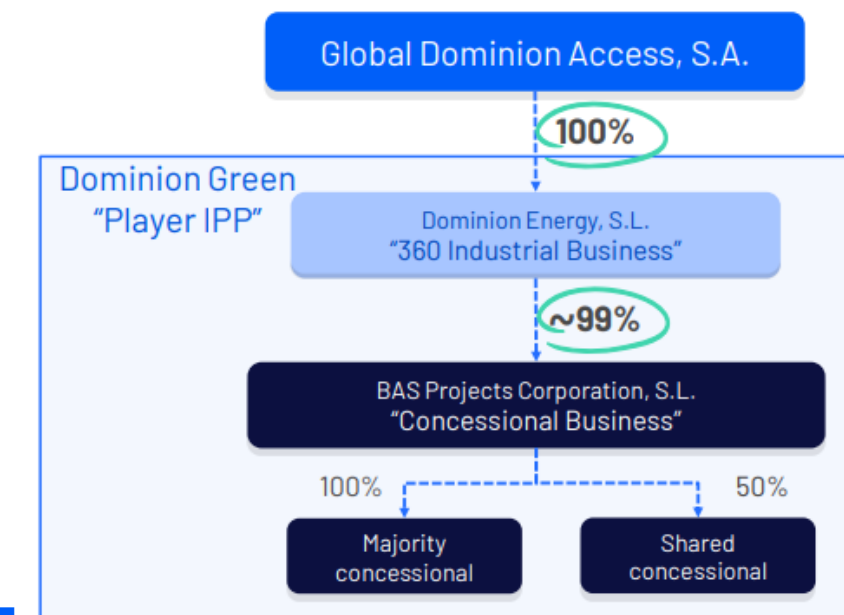 Global Dominion Access, S.A.
100%
Dominion Green
“Player IPP”
Dominion Energy, S.L.
“360 Industrial Business”
~99%
BAS Projects Corporation, S.L.
“Concessional Business”
100%
50%
Majority
concessional
Shared
concessional